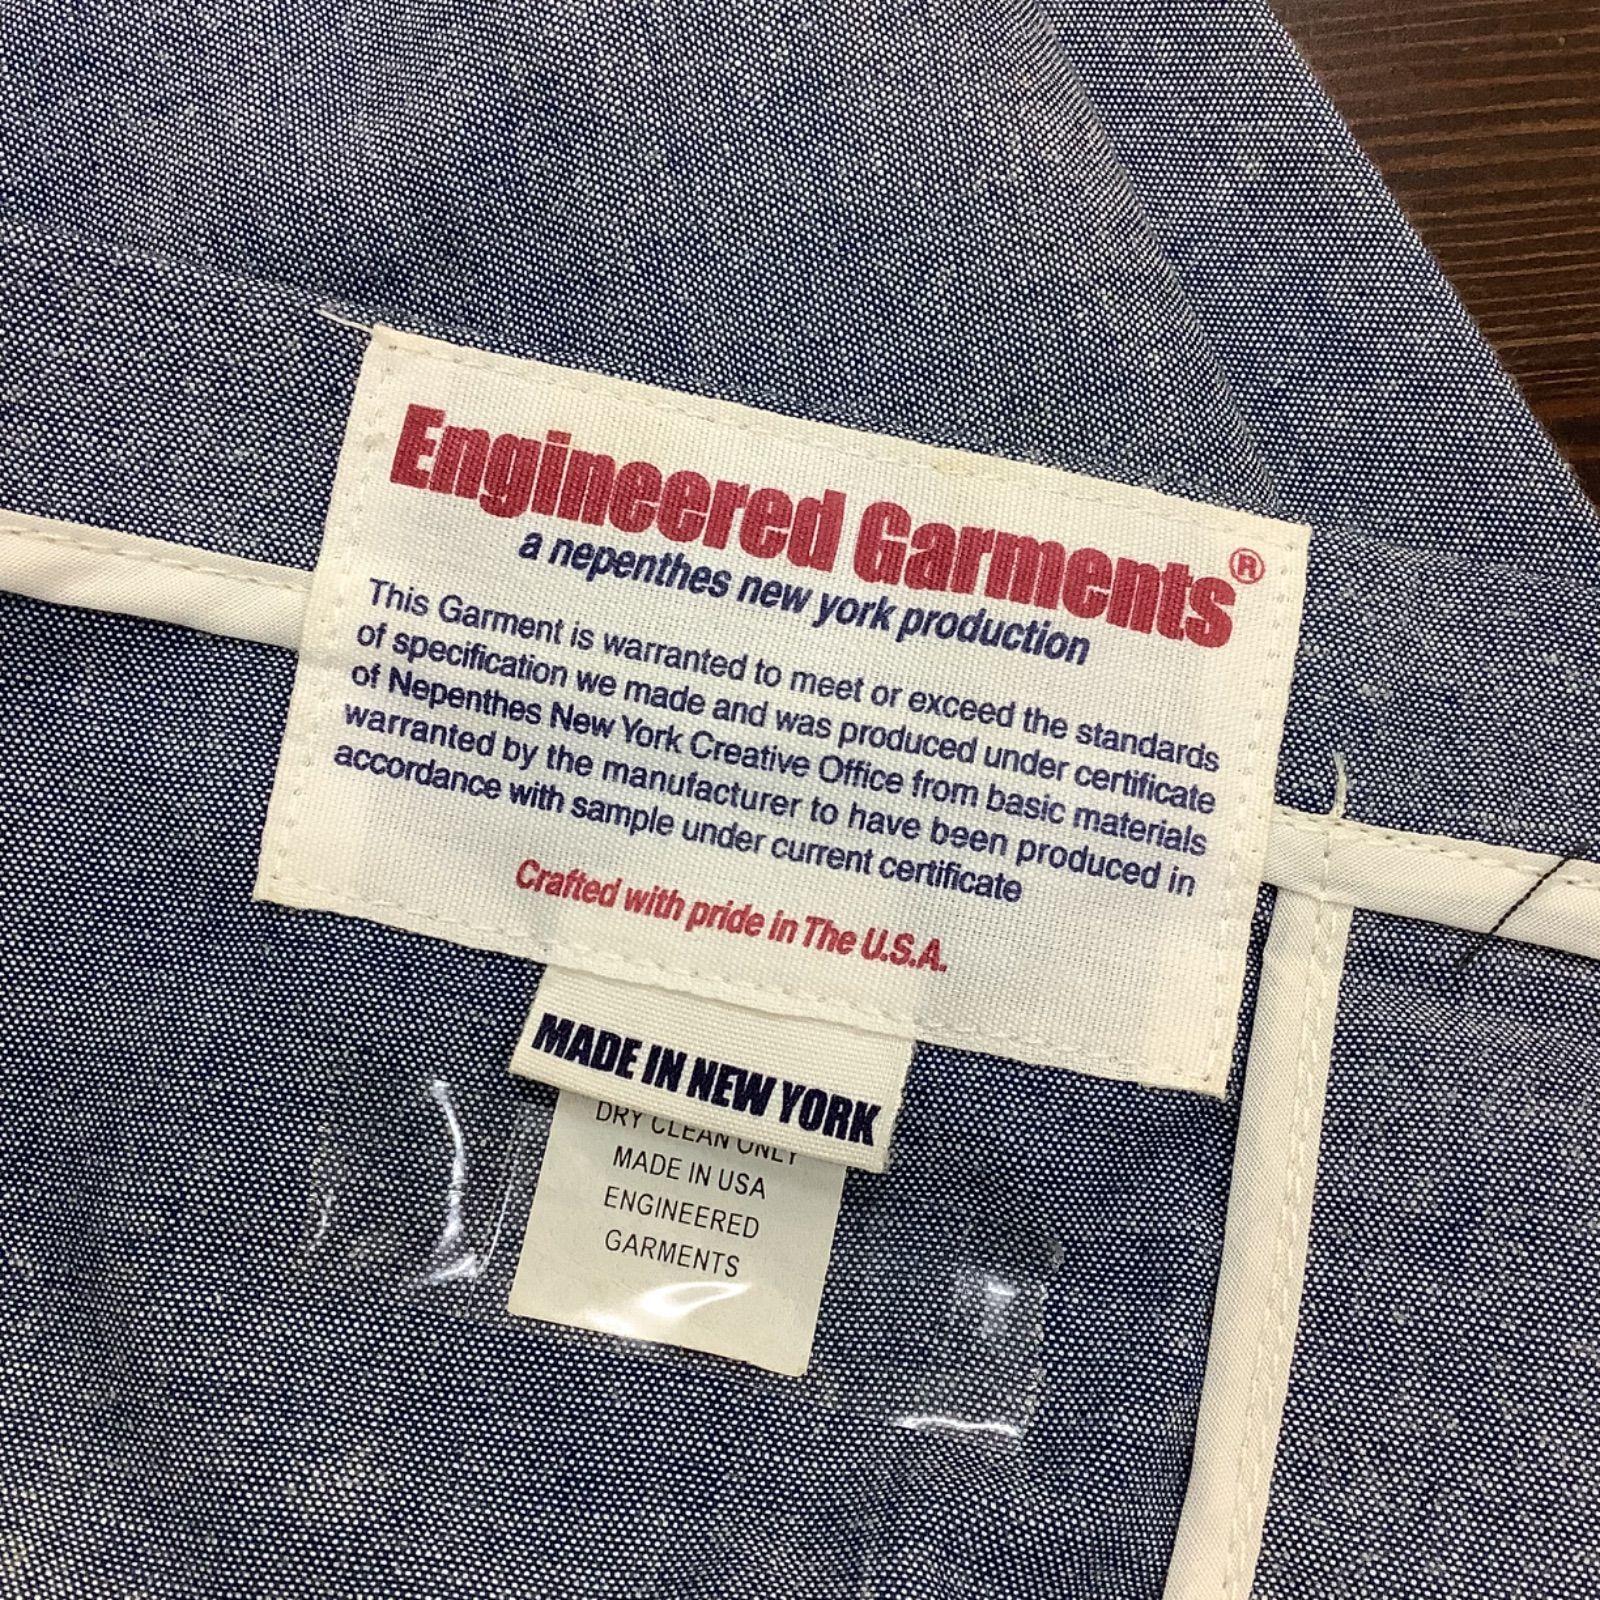 Engineered Garments®
a nepenthes new york production
This Garment is warranted to meet or exceed the standards
of specification we made and was produced under certificate
of Nepenthes New York Creative Office from basic materials
warranted by the manufacturer to have been produced in
accordance with sample under current certificate
Crafted with pride in The U.S.A.
MADE IN NEW YORK
DRY CLEAN ONLY
MADE IN USA
ENGINEERED
GARMENTS